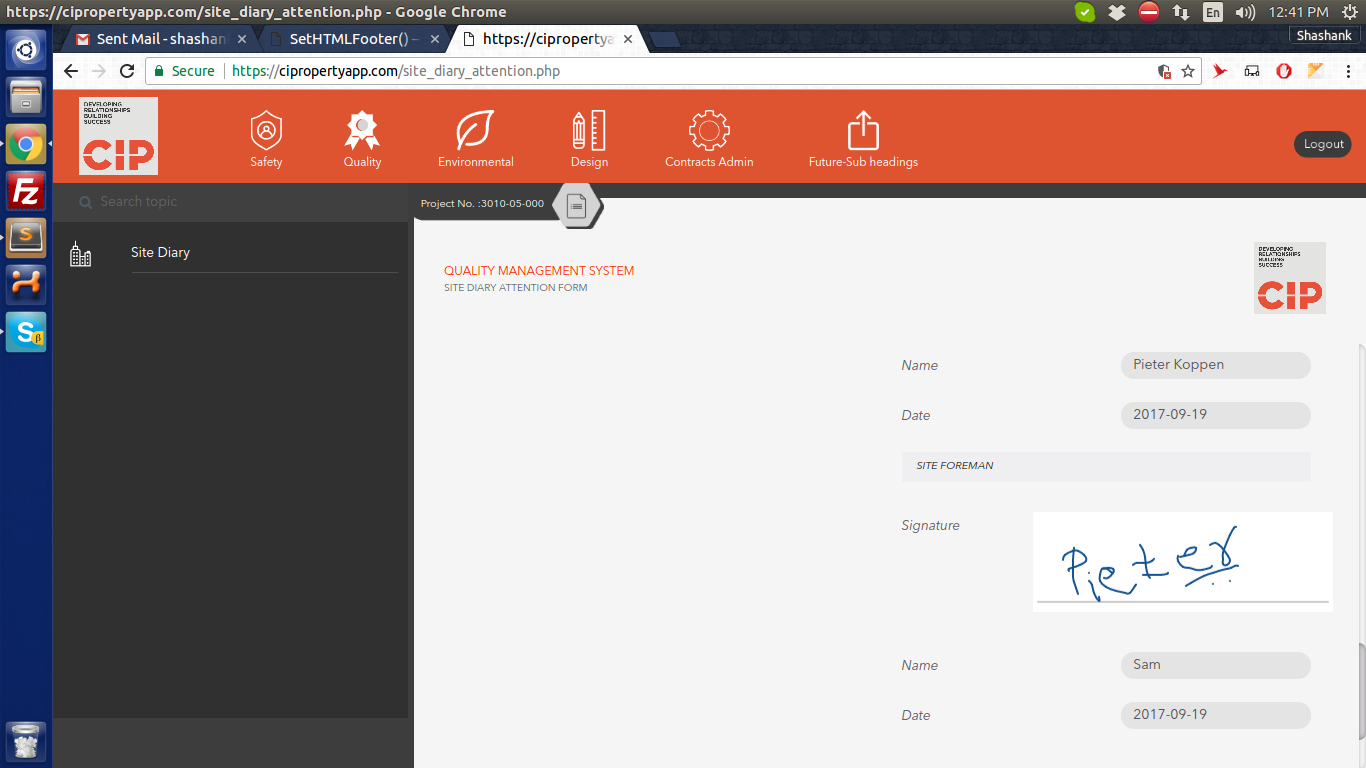 https://cipropertyapp.com/site_diary_attention.php - Google Chrome
En
12:41 PM
Sent Mail - shashan
SetHTMLFooter() –
https://cipropertya
Shashank
Secure
https://cipropertyapp.com/site_diary_attention.php
DEVELOPING
RELATIONSHIPS
BUILDING
SUCCESS
CIP
Safety
Quality
Environmental
Design
Contracts Admin
Future-Sub headings
Logout
Search topic
Project No. :3010-05-000
Site Diary
QUALITY MANAGEMENT SYSTEM
SITE DIARY ATTENTION FORM
DEVELOPING
RELATIONSHIPS
BUILDING
SUCCESS
CIP
Name
Pieter Koppen
Date
2017-09-19
SITE FOREMAN
Signature
Pieter
Name
Sam
Date
2017-09-19
Fz
S
S
β